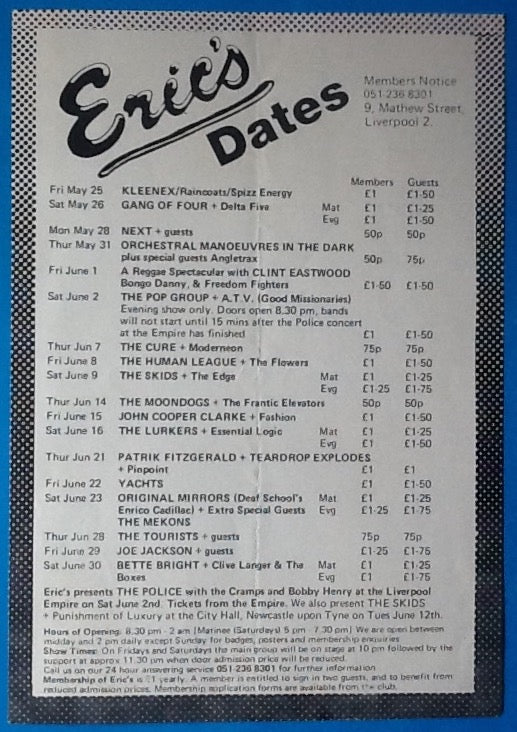 Eric's
Dates
Members Notice
051-236 8301
9, Mathew Street,
Liverpool 2.
Members Guests
Fri May 25 KLEENEX/Raincoats/Spizz Energy £1 £1-50
Sat May 26 GANG OF FOUR + Delta Five Mat £1 £1-25
Evg £1 £1-50
Mon May 28 NEXT + guests 50p 50p
Thur May 31 ORCHESTRAL MANOEUVRES IN THE DARK
plus special guests Angletrax 50p 75p
Fri June 1 A Reggae Spectacular with CLINT EASTWOOD
Bongo Danny, & Freedom Fighters £1-50 £1-50
Sat June 2 THE POP GROUP + A.T.V. (Good Missionaries)
Evening show only. Doors open 8.30 pm, bands
will not start until 15 mins after the Police concert
at the Empire has finished £1 £1-50
Thur Jun 7 THE CURE + Moderneon 75p 75p
Fri June 8 THE HUMAN LEAGUE + The Flowers £1 £1-50
Sat June 9 THE SKIDS + The Edge Mat £1 £1-25
Evg £1-25 £1-75
Thur Jun 14 THE MOONDOGS + The Frantic Elevators 50p 50p
Fri June 15 JOHN COOPER CLARKE + Fashion £1 £1-50
Sat June 16 THE LURKERS + Essential Logic Mat £1 £1-25
Evg £1 £1-50
Thur Jun 21 PATRIK FITZGERALD + TEARDROP EXPLODES
+ Pinpoint £1 £1
Fri June 22 YACHTS £1 £1-50
Sat June 23 ORIGINAL MIRRORS (Deaf School's Mat £1 £1-25
Enrico Cadillac) + Extra Special Guests Evg £1-25 £1-75
THE MEKONS
Thur Jun 28 THE TOURISTS + guests 75p 75p
Fri June 29 JOE JACKSON + guests £1-25 £1-75
Sat June 30 BETTE BRIGHT + Clive Langer & The Mat £1 £1-25
Boxes Evg £1 £1-75
Eric's presents THE POLICE with the Cramps and Bobby Henry at the Liverpool
Empire on Sat June 2nd. Tickets from the Empire. We also present THE SKIDS
+ Punishment of Luxury at the City Hall, Newcastle upon Tyne on Tues June 12th.
Hours of Opening: 8.30 pm - 2 am (Matinee (Saturdays) 5 pm - 7.30 pm) We are open between
midday and 2 pm daily except Sunday for badges, posters and membership enquiries
Show Times: On Fridays and Saturdays the main group will be on stage at 10 pm followed by the
support at approx 11.30 pm when door admission price will be reduced.
Call us on our 24 hour answering service 051-236 8301 for further information
Membership of Eric's is £1 yearly. A member is entitled to sign in two guests, and to benefit from
reduced admission prices. Membership application forms are available from the club.